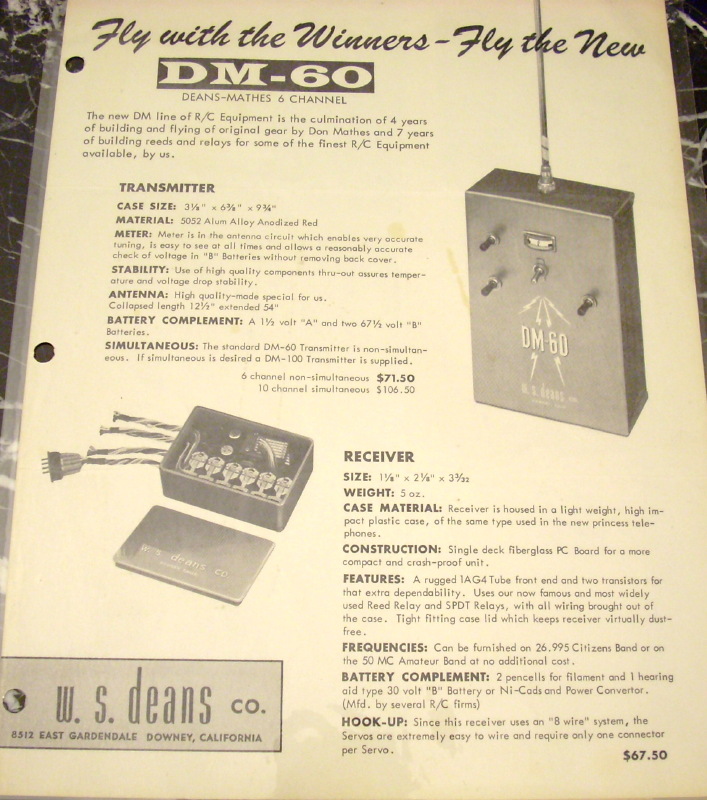 Fly with the Winners - Fly the New
DM-60
DEANS-MATHES 6 CHANNEL
The new DM line of R/C Equipment is the culmination of 4 years
of building and flying of original gear by Don Mathes and 7 years
of building reeds and relays for some of the finest R/C Equipment
available, by us.
TRANSMITTER
CASE SIZE: 3⅛" x 6⅜" x 9¾"
MATERIAL: 5052 Alum Alloy Anodized Red
METER: Meter is in the antenna circuit which enables very accurate
tuning, is easy to see at all times and allows a reasonably accurate
check of voltage in "B" Batteries without removing back cover.
STABILITY: Use of high quality components thru-out assures temper-
ature and voltage drop stability.
ANTENNA: High quality-made special for us.
Collapsed length 12½" extended 54"
BATTERY COMPLEMENT: A 1½ volt "A" and two 67½ volt "B"
Batteries.
SIMULTANEOUS: The standard DM-60 Transmitter is non-simultan-
eous. If simultaneous is desired a DM-100 Transmitter is supplied.
6 channel non-simultaneous $71.50
10 channel simultaneous $106.50
DM-60
w. s. deans co.
w. s. deans co
RECEIVER
SIZE: 1⅛" x 2⅛" x 3³⁄₃₂
WEIGHT: 5 oz.
CASE MATERIAL: Receiver is housed in a light weight, high im-
pact plastic case, of the same type used in the new princess tele-
phones.
CONSTRUCTION: Single deck fiberglass PC Board for a more
compact and crash-proof unit.
FEATURES: A rugged 1AG4 Tube front end and two transistors for
that extra dependability. Uses our now famous and most widely
used Reed Relay and SPDT Relays, with all wiring brought out of
the case. Tight fitting case lid which keeps receiver virtually dust-
free.
FREQUENCIES: Can be furnished on 26.995 Citizens Band or on
the 50 MC Amateur Band at no additional cost.
BATTERY COMPLEMENT: 2 pencells for filament and 1 hearing
aid type 30 volt "B" Battery or Ni-Cads and Power Convertor.
(Mfd. by several R/C firms)
HOOK-UP: Since this receiver uses an "8 wire" system, the
Servos are extremely easy to wire and require only one connector
per Servo.
$67.50
w. s. deans co.
8512 EAST GARDENDALE DOWNEY, CALIFORNIA